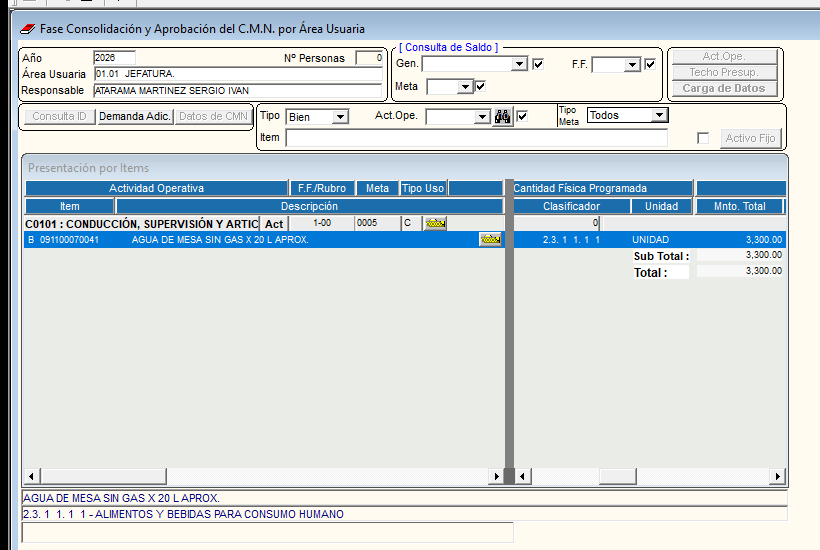 Fase Consolidación y Aprobación del C.M.N. por Área Usuaria
Año 2026 Nº Personas 0
Área Usuaria 01.01 JEFATURA.
Responsable ATARAMA MARTINEZ SERGIO IVAN
[ Consulta de Saldo ]
Gen. F.F.
Meta
Act.Ope.
Techo Presup.
Carga de Datos
Consulta ID Demanda Adic. Datos de CMN
Tipo Bien Act.Ope. Tipo Meta Todos
Item Activo Fijo
Presentación por Items
Actividad Operativa F.F./Rubro Meta Tipo Uso Cantidad Física Programada
Item Descripción Clasificador Unidad Mnto. Total
C0101 : CONDUCCIÓN, SUPERVISIÓN Y ARTIC Act 1-00 0005 C 0
B 091100070041 AGUA DE MESA SIN GAS X 20 L APROX. 2.3. 1 1. 1 1 UNIDAD 3,300.00
Sub Total : 3,300.00
Total : 3,300.00
AGUA DE MESA SIN GAS X 20 L APROX.
2.3. 1 1. 1 1 - ALIMENTOS Y BEBIDAS PARA CONSUMO HUMANO